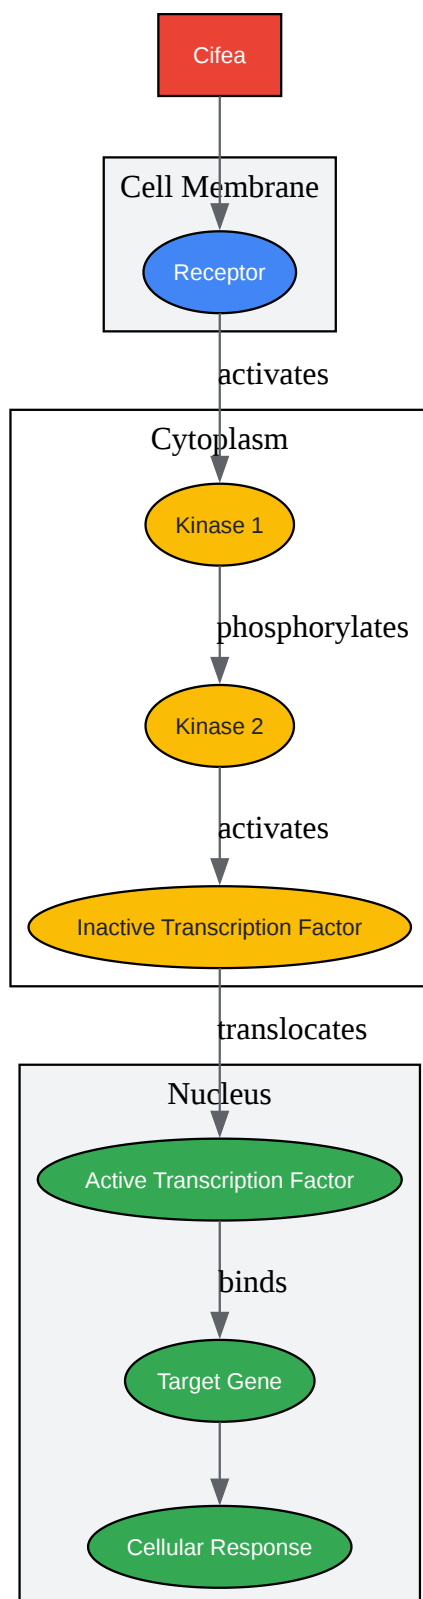 Cifea
Cell Membrane
Receptor
activates
Cytoplasm
Kinase 1
phosphorylates
Kinase 2
activates
Inactive Transcription Factor
translocates
Nucleus
Active Transcription Factor
binds
Target Gene
Cellular Response